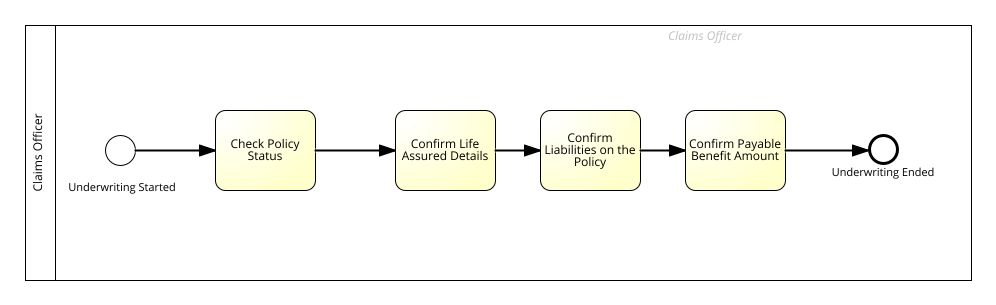 Claims Officer
Claims Officer
Underwriting Started
Check Policy
Status
Confirm Life
Assured Details
Confirm
Liabilities on the
Policy
Confirm Payable
Benefit Amount
Underwriting Ended